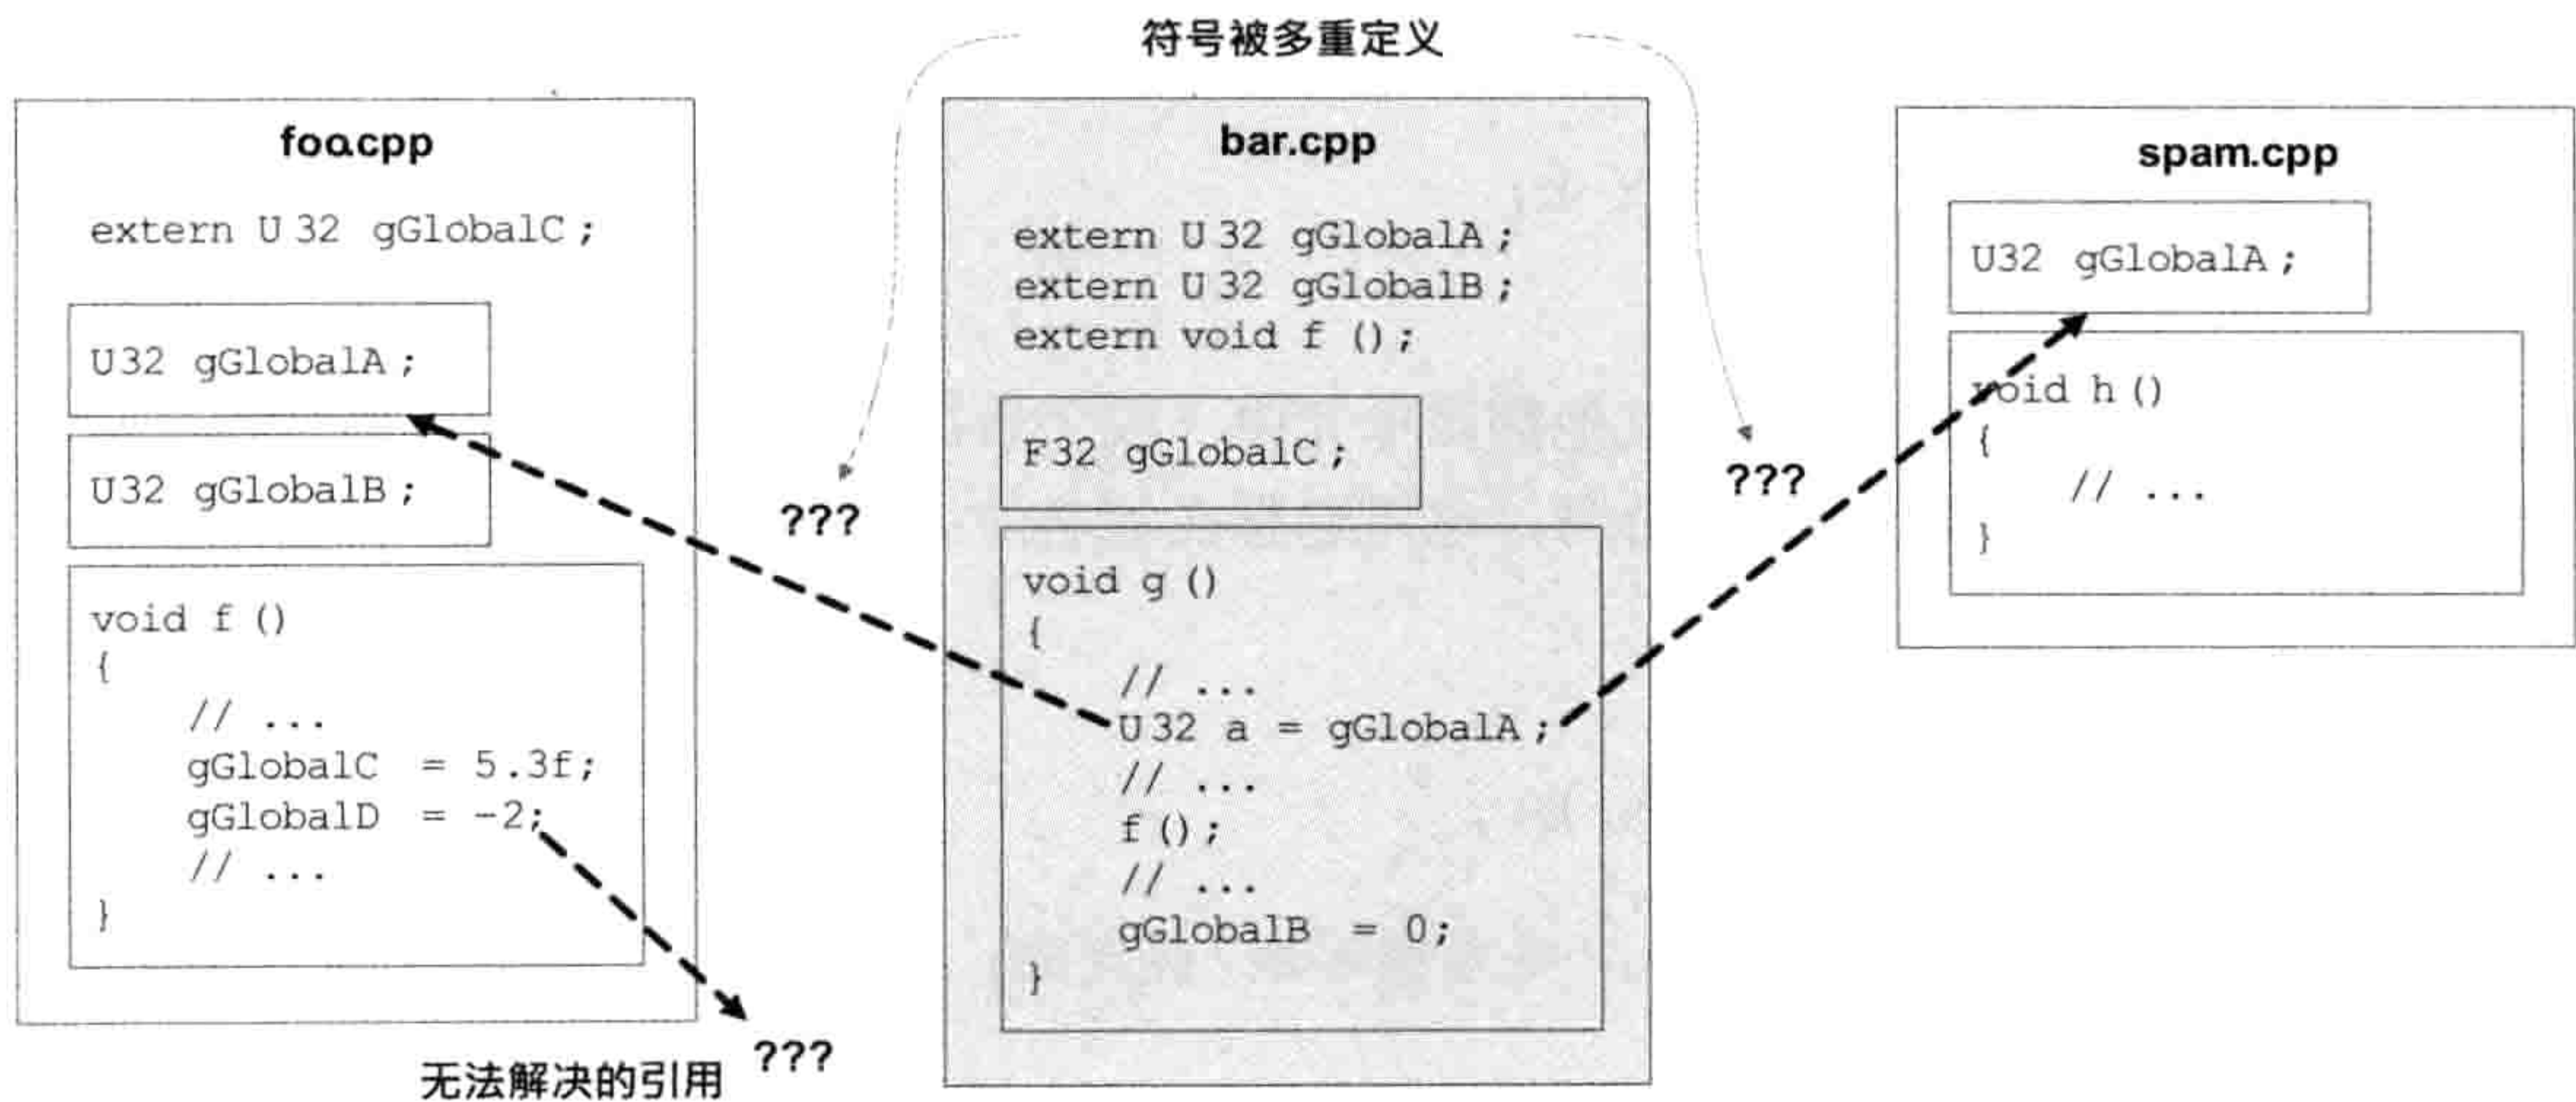 符号被多重定义
foo.cpp
extern U32 gGlobalC;
U32 gGlobalA;
U32 gGlobalB;
void f()
{
// ...
gGlobalC = 5.3f;
gGlobalD = -2;
// ...
}
无法解决的引用
???
???
bar.cpp
extern U32 gGlobalA;
extern U32 gGlobalB;
extern void f();
F32 gGlobalC;
void g()
{
// ...
U32 a = gGlobalA;
// ...
f();
// ...
gGlobalB = 0;
}
???
spam.cpp
U32 gGlobalA;
void h()
{
// ...
}